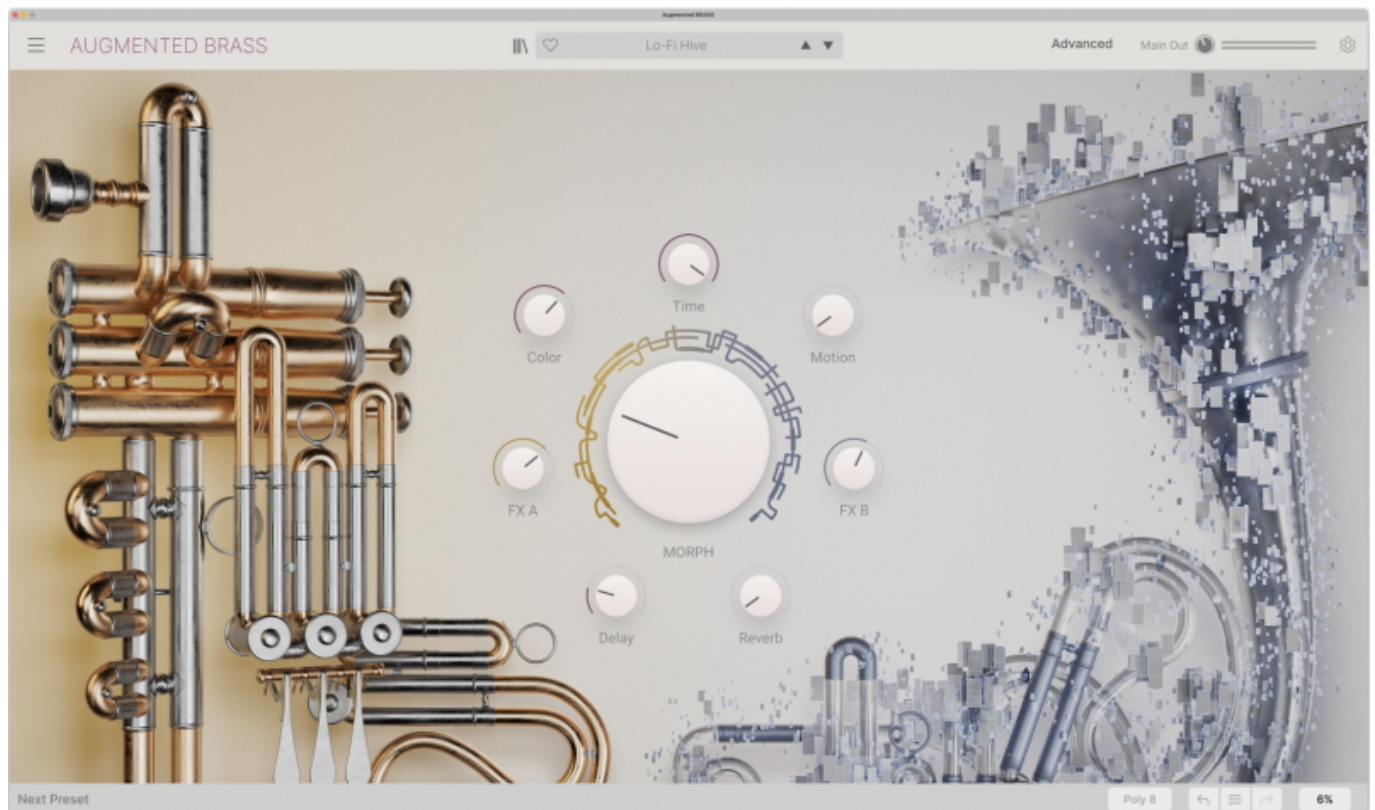 Augmented BRASS
AUGMENTED BRASS
Lo-Fi Hive
Advanced
Main Out
Time
Color
Motion
FX A
FX B
MORPH
Delay
Reverb
Next Preset
Poly 8
6%